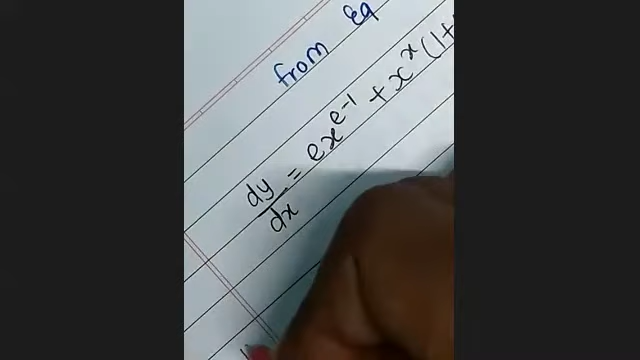 from Eq
dy/dx = ex^(e-1) + x^x (1+